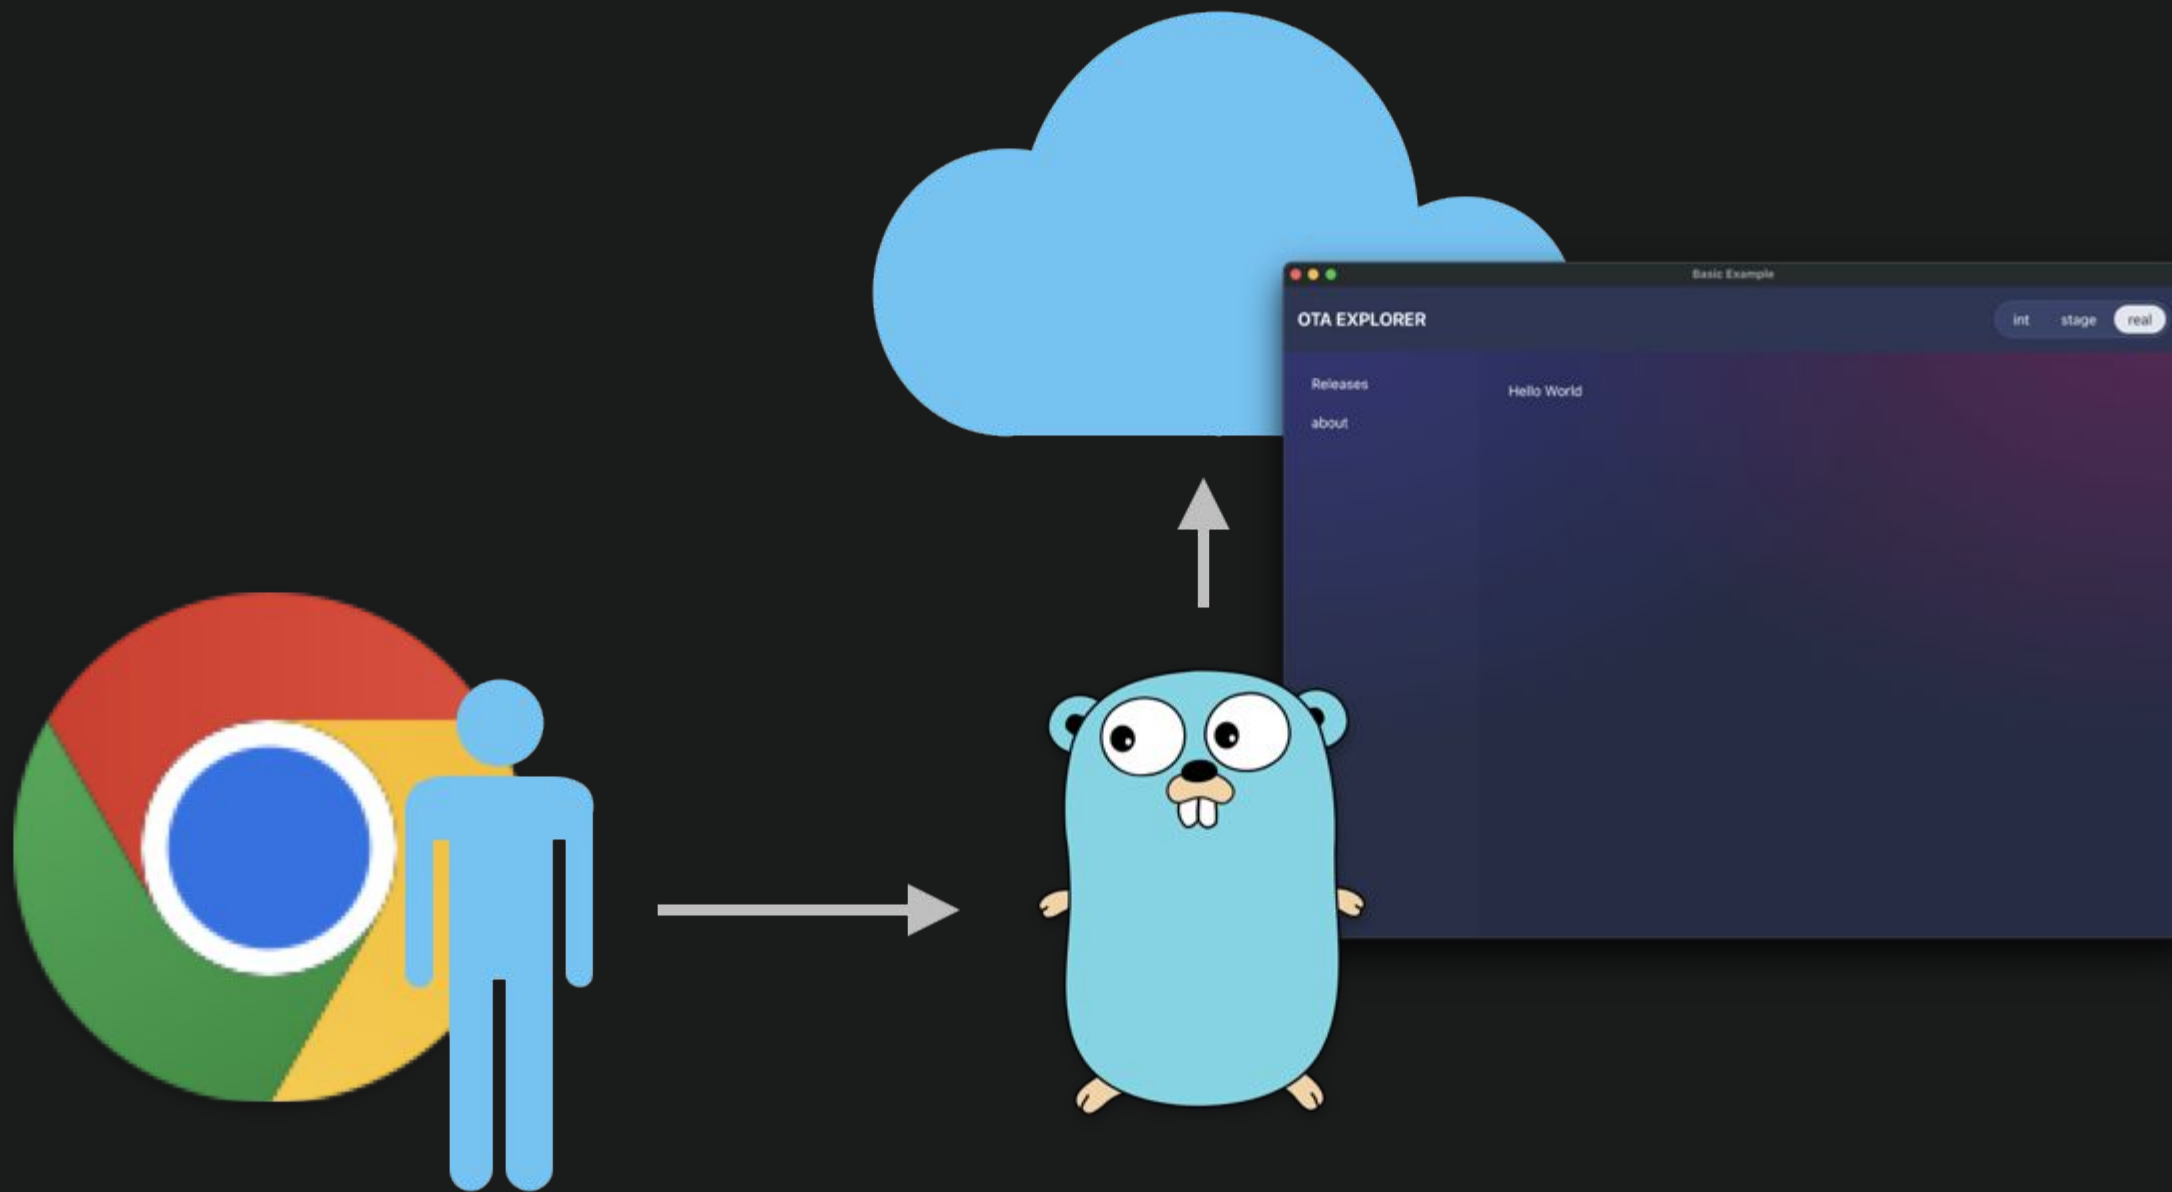 Basic Example
OTA EXPLORER
int stage real
Releases
Hello World
about